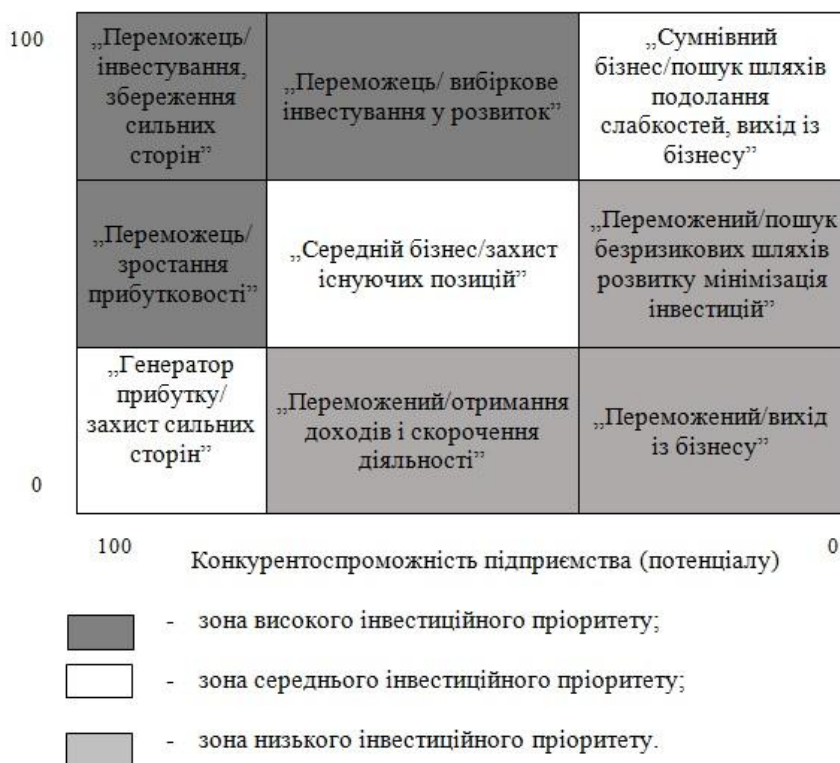 100
„Переможець/
інвестування,
збереження
сильних
сторін”
„Переможець/ вибіркове
інвестування у розвиток”
„Сумнівний
бізнес/пошук шляхів
подолання
слабкостей, вихід із
бізнесу”
„Переможець/
зростання
прибутковості”
„Середній бізнес/захист
існуючих позицій”
„Переможений/пошук
безризикових шляхів
розвитку мінімізація
інвестицій”
„Генератор
прибутку/
захист сильних
сторін”
„Переможений/отримання
доходів і скорочення
діяльності”
„Переможений/вихід
із бізнесу”
0
100
Конкурентоспроможність підприємства (потенціалу)
0
- зона високого інвестиційного пріоритету;
- зона середнього інвестиційного пріоритету;
- зона низького інвестиційного пріоритету.